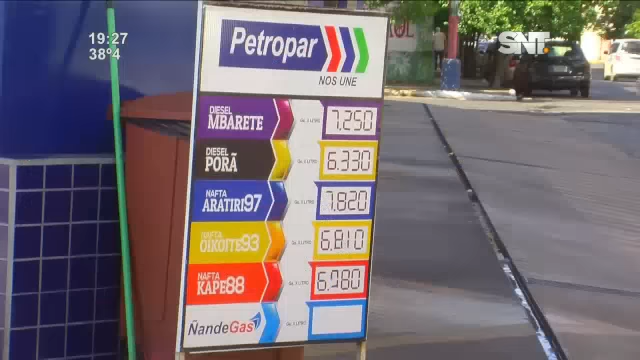 19:27
38°4
SNT
Petropar
NOS UNE
DIESEL
MBARETE
7.250
DIESEL
PORÃ
6.330
NAFTA
ARATIRI97
7.820
NAFTA
OIKOITE93
6.810
NAFTA
KAPE88
6.980
ÑandeGas